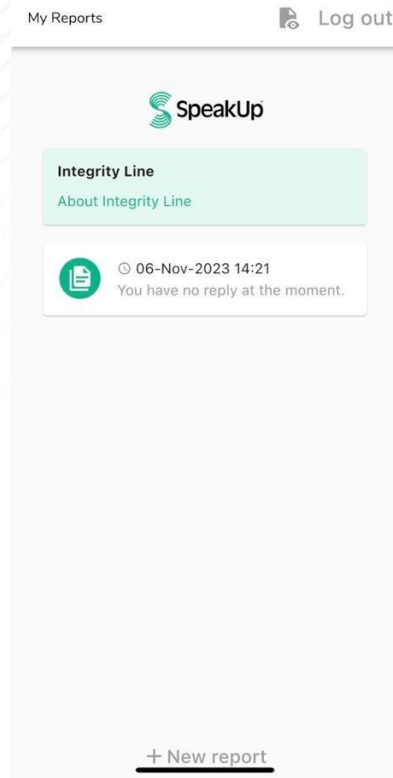 My Reports
Log out
SpeakUp
Integrity Line
About Integrity Line
06-Nov-2023 14:21
You have no reply at the moment.
+ New report